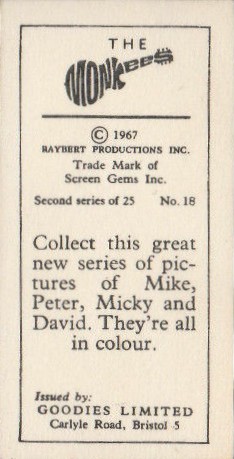 THE
MONKEES
© 1967
RAYBERT PRODUCTIONS INC.
Trade Mark of
Screen Gems Inc.
Second series of 25 No. 18
Collect this great
new series of pic-
tures of Mike,
Peter, Micky and
David. They're all
in colour.
Issued by:
GOODIES LIMITED
Carlyle Road, Bristol 5